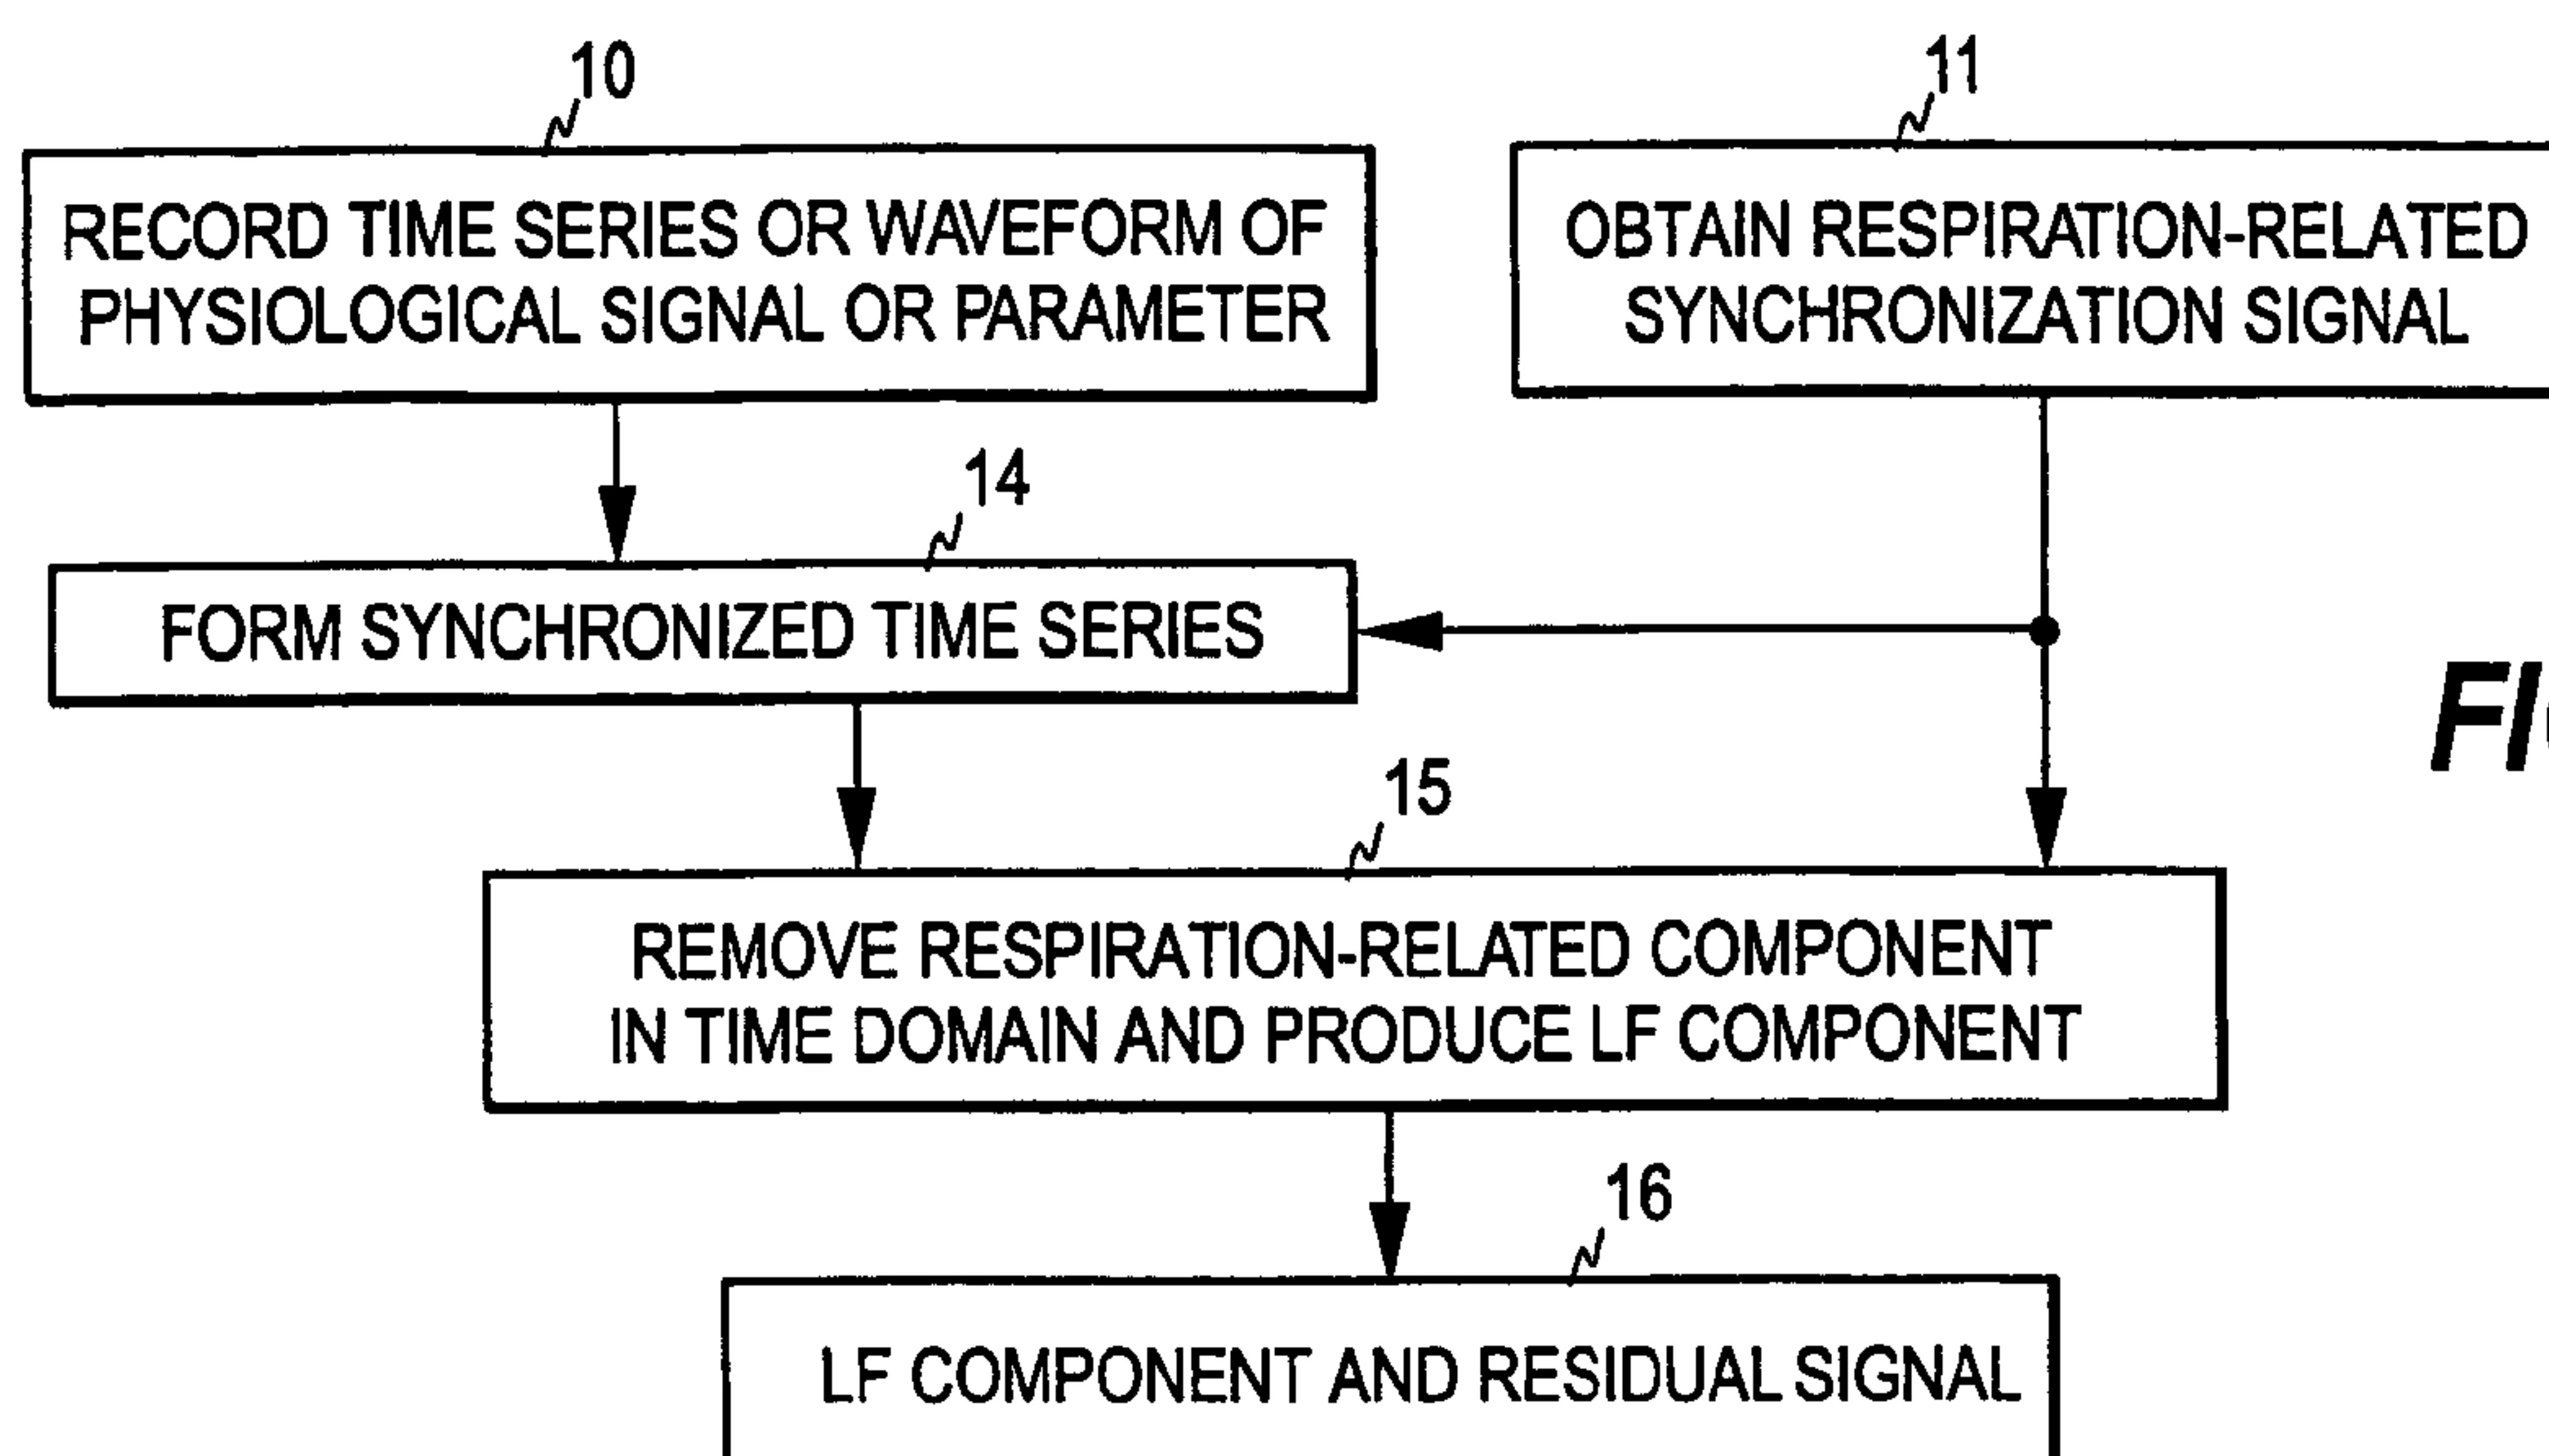 10
11
RECORD TIME SERIES OR WAVEFORM OF
PHYSIOLOGICAL SIGNAL OR PARAMETER
OBTAIN RESPIRATION-RELATED
SYNCHRONIZATION SIGNAL
14
FORM SYNCHRONIZED TIME SERIES
15
REMOVE RESPIRATION-RELATED COMPONENT
IN TIME DOMAIN AND PRODUCE LF COMPONENT
16
LF COMPONENT AND RESIDUAL SIGNAL